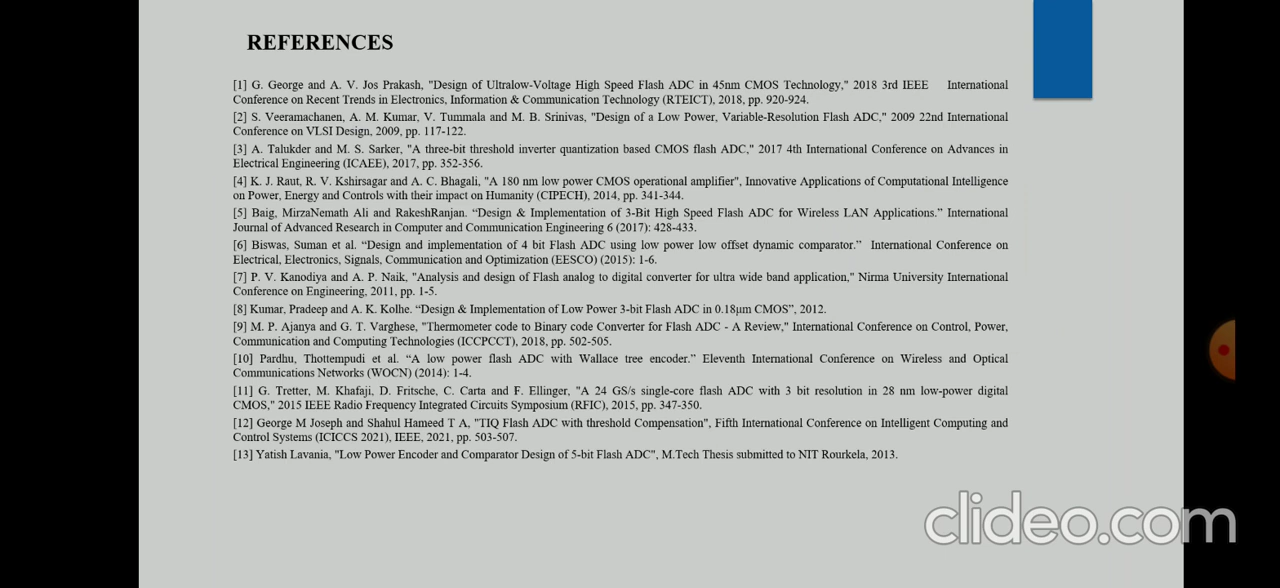 REFERENCES
[1] G. George and A. V. Jos Prakash, "Design of Ultralow-Voltage High Speed Flash ADC in 45nm CMOS Technology," 2018 3rd IEEE International
Conference on Recent Trends in Electronics, Information & Communication Technology (RTEICT), 2018, pp. 920-924.
[2] S. Veeramachanen, A. M. Kumar, V. Tummala and M. B. Srinivas, "Design of a Low Power, Variable-Resolution Flash ADC," 2009 22nd International
Conference on VLSI Design, 2009, pp. 117-122.
[3] A. Talukder and M. S. Sarker, "A three-bit threshold inverter quantization based CMOS flash ADC," 2017 4th International Conference on Advances in
Electrical Engineering (ICAEE), 2017, pp. 352-356.
[4] K. J. Raut, R. V. Kshirsagar and A. C. Bhagali, "A 180 nm low power CMOS operational amplifier", Innovative Applications of Computational Intelligence
on Power, Energy and Controls with their impact on Humanity (CIPECH), 2014, pp. 341-344.
[5] Baig, MirzaNemath Ali and RakeshRanjan. “Design & Implementation of 3-Bit High Speed Flash ADC for Wireless LAN Applications.” International
Journal of Advanced Research in Computer and Communication Engineering 6 (2017): 428-433.
[6] Biswas, Suman et al. “Design and implementation of 4 bit Flash ADC using low power low offset dynamic comparator.” International Conference on
Electrical, Electronics, Signals, Communication and Optimization (EESCO) (2015): 1-6.
[7] P. V. Kanodiya and A. P. Naik, "Analysis and design of Flash analog to digital converter for ultra wide band application," Nirma University International
Conference on Engineering, 2011, pp. 1-5.
[8] Kumar, Pradeep and A. K. Kolhe. “Design & Implementation of Low Power 3-bit Flash ADC in 0.18µm CMOS”, 2012.
[9] M. P. Ajanya and G. T. Varghese, "Thermometer code to Binary code Converter for Flash ADC - A Review," International Conference on Control, Power,
Communication and Computing Technologies (ICCPCCT), 2018, pp. 502-505.
[10] Pardhu, Thottempudi et al. “A low power flash ADC with Wallace tree encoder.” Eleventh International Conference on Wireless and Optical
Communications Networks (WOCN) (2014): 1-4.
[11] G. Tretter, M. Khafaji, D. Fritsche, C. Carta and F. Ellinger, "A 24 GS/s single-core flash ADC with 3 bit resolution in 28 nm low-power digital
CMOS," 2015 IEEE Radio Frequency Integrated Circuits Symposium (RFIC), 2015, pp. 347-350.
[12] George M Joseph and Shahul Hameed T A, "TIQ Flash ADC with threshold Compensation", Fifth International Conference on Intelligent Computing and
Control Systems (ICICCS 2021), IEEE, 2021, pp. 503-507.
[13] Yatish Lavania, "Low Power Encoder and Comparator Design of 5-bit Flash ADC", M.Tech Thesis submitted to NIT Rourkela, 2013.
clideo.com